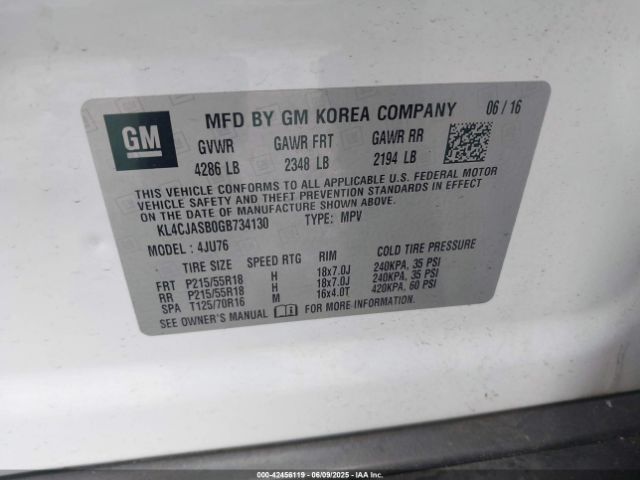 GM
MFD BY GM KOREA COMPANY 06 / 16
GVWR GAWR FRT GAWR RR
4286 LB 2348 LB 2194 LB
THIS VEHICLE CONFORMS TO ALL APPLICABLE U.S. FEDERAL MOTOR
VEHICLE SAFETY AND THEFT PREVENTION STANDARDS IN EFFECT
ON THE DATE OF MANUFACTURE SHOWN ABOVE.
KL4CJASB0GB734130 TYPE: MPV
MODEL: 4JU76
TIRE SIZE SPEED RTG RIM COLD TIRE PRESSURE
FRT P215/55R18 H 18x7.0J 240KPA, 35 PSI
RR P215/55R18 H 18x7.0J 240KPA, 35 PSI
SPA T125/70R16 M 16x4.0T 420KPA, 60 PSI
SEE OWNER'S MANUAL FOR MORE INFORMATION.
000-42456119 - 06/09/2025 - IAAI.com